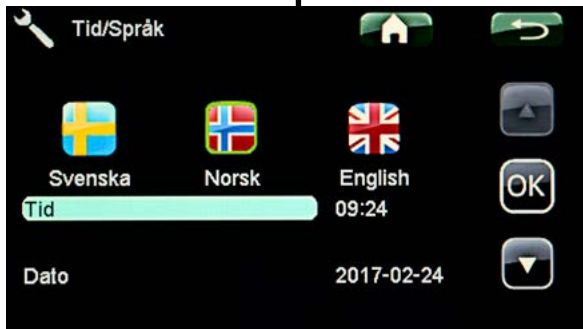 Tid/Språk
Svenska Norsk English
Tid 09:24
OK
Dato 2017-02-24